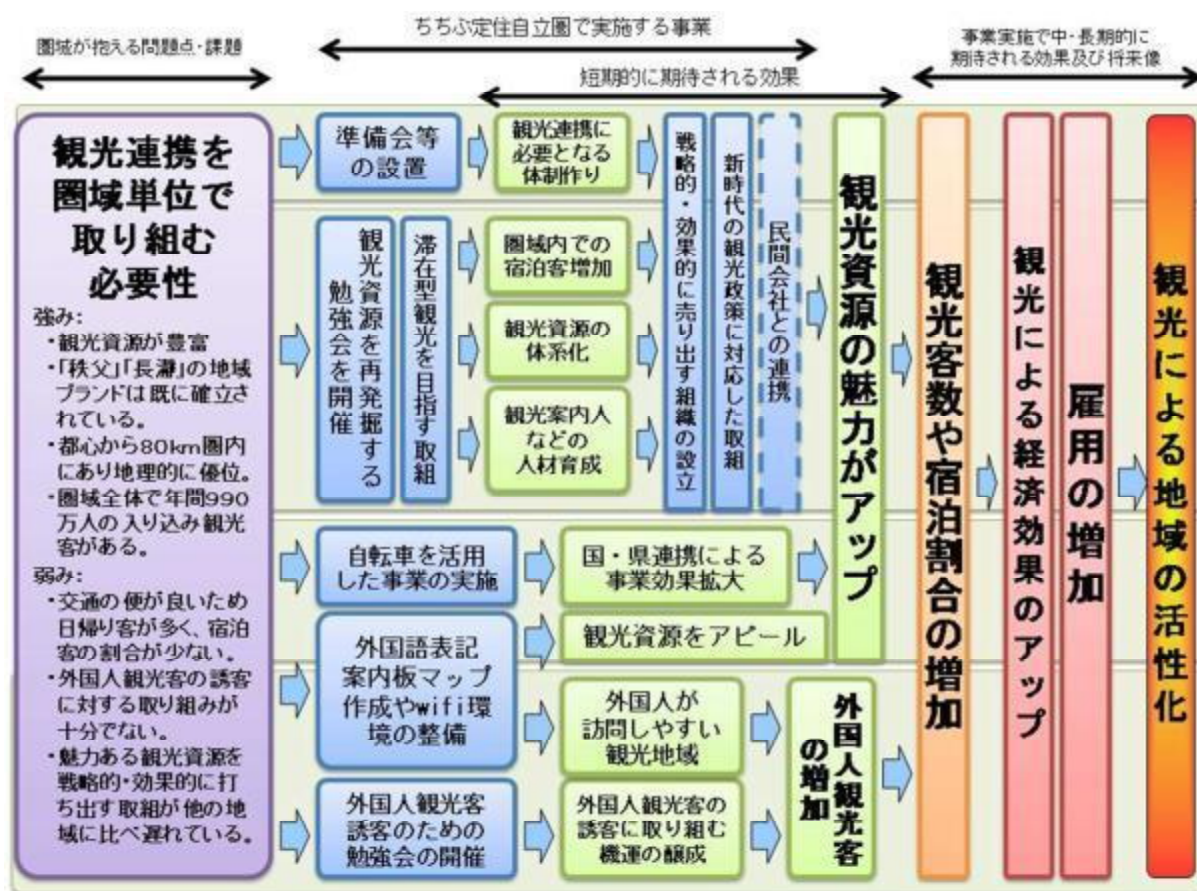 圏域が抱える問題点・課題
ちちぶ定住自立圏で実施する事業
短期的に期待される効果
事業実施で中・長期的に
期待される効果及び将来像
観光連携を
圏域単位で
取り組む
必要性
強み:
・観光資源が豊富
・「秩父」「長瀞」の地域
ブランドは既に確立さ
れている。
・都心から80km圏内
にあり地理的に優位。
・圏域全体で年間990
万人の入り込み観光
客がある。
弱み:
・交通の便が良いため
日帰り客が多く、宿泊
客の割合が少ない。
・外国人観光客の誘客
に対する取り組みが
十分でない。
・魅力ある観光資源を
戦略的・効果的に打
ち出す取組が他の地
域に比べ遅れている。
準備会等
の設置
観光連携に
必要となる
体制作り
観光資源を再発掘する
勉強会を開催
滞在型観光を目指す取組
圏域内での
宿泊客増加
観光資源の
体系化
観光案内人
などの
人材育成
戦略的・効果的に売り出す組織の設立
新時代の観光政策に対応した取組
民間会社との連携
自転車を活用
した事業の実施
国・県連携による
事業効果拡大
外国語表記
案内板マップ
作成やwifi環
境の整備
観光資源をアピール
外国人が
訪問しやすい
観光地域
外国人観光客
誘客のための
勉強会の開催
外国人観光客の
誘客に取り組む
機運の醸成
観光資源の魅力がアップ
外国人観光客
の増加
観光客数や宿泊割合の増加
観光による経済効果のアップ
雇用の増加
観光による地域の活性化